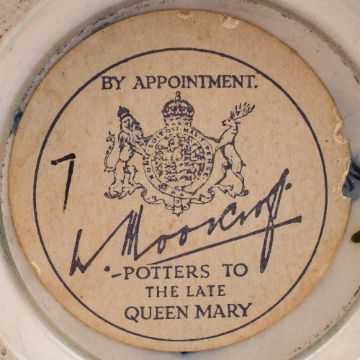 BY APPOINTMENT.
7
W. Moorcroft.
-POTTERS TO
THE LATE
QUEEN MARY